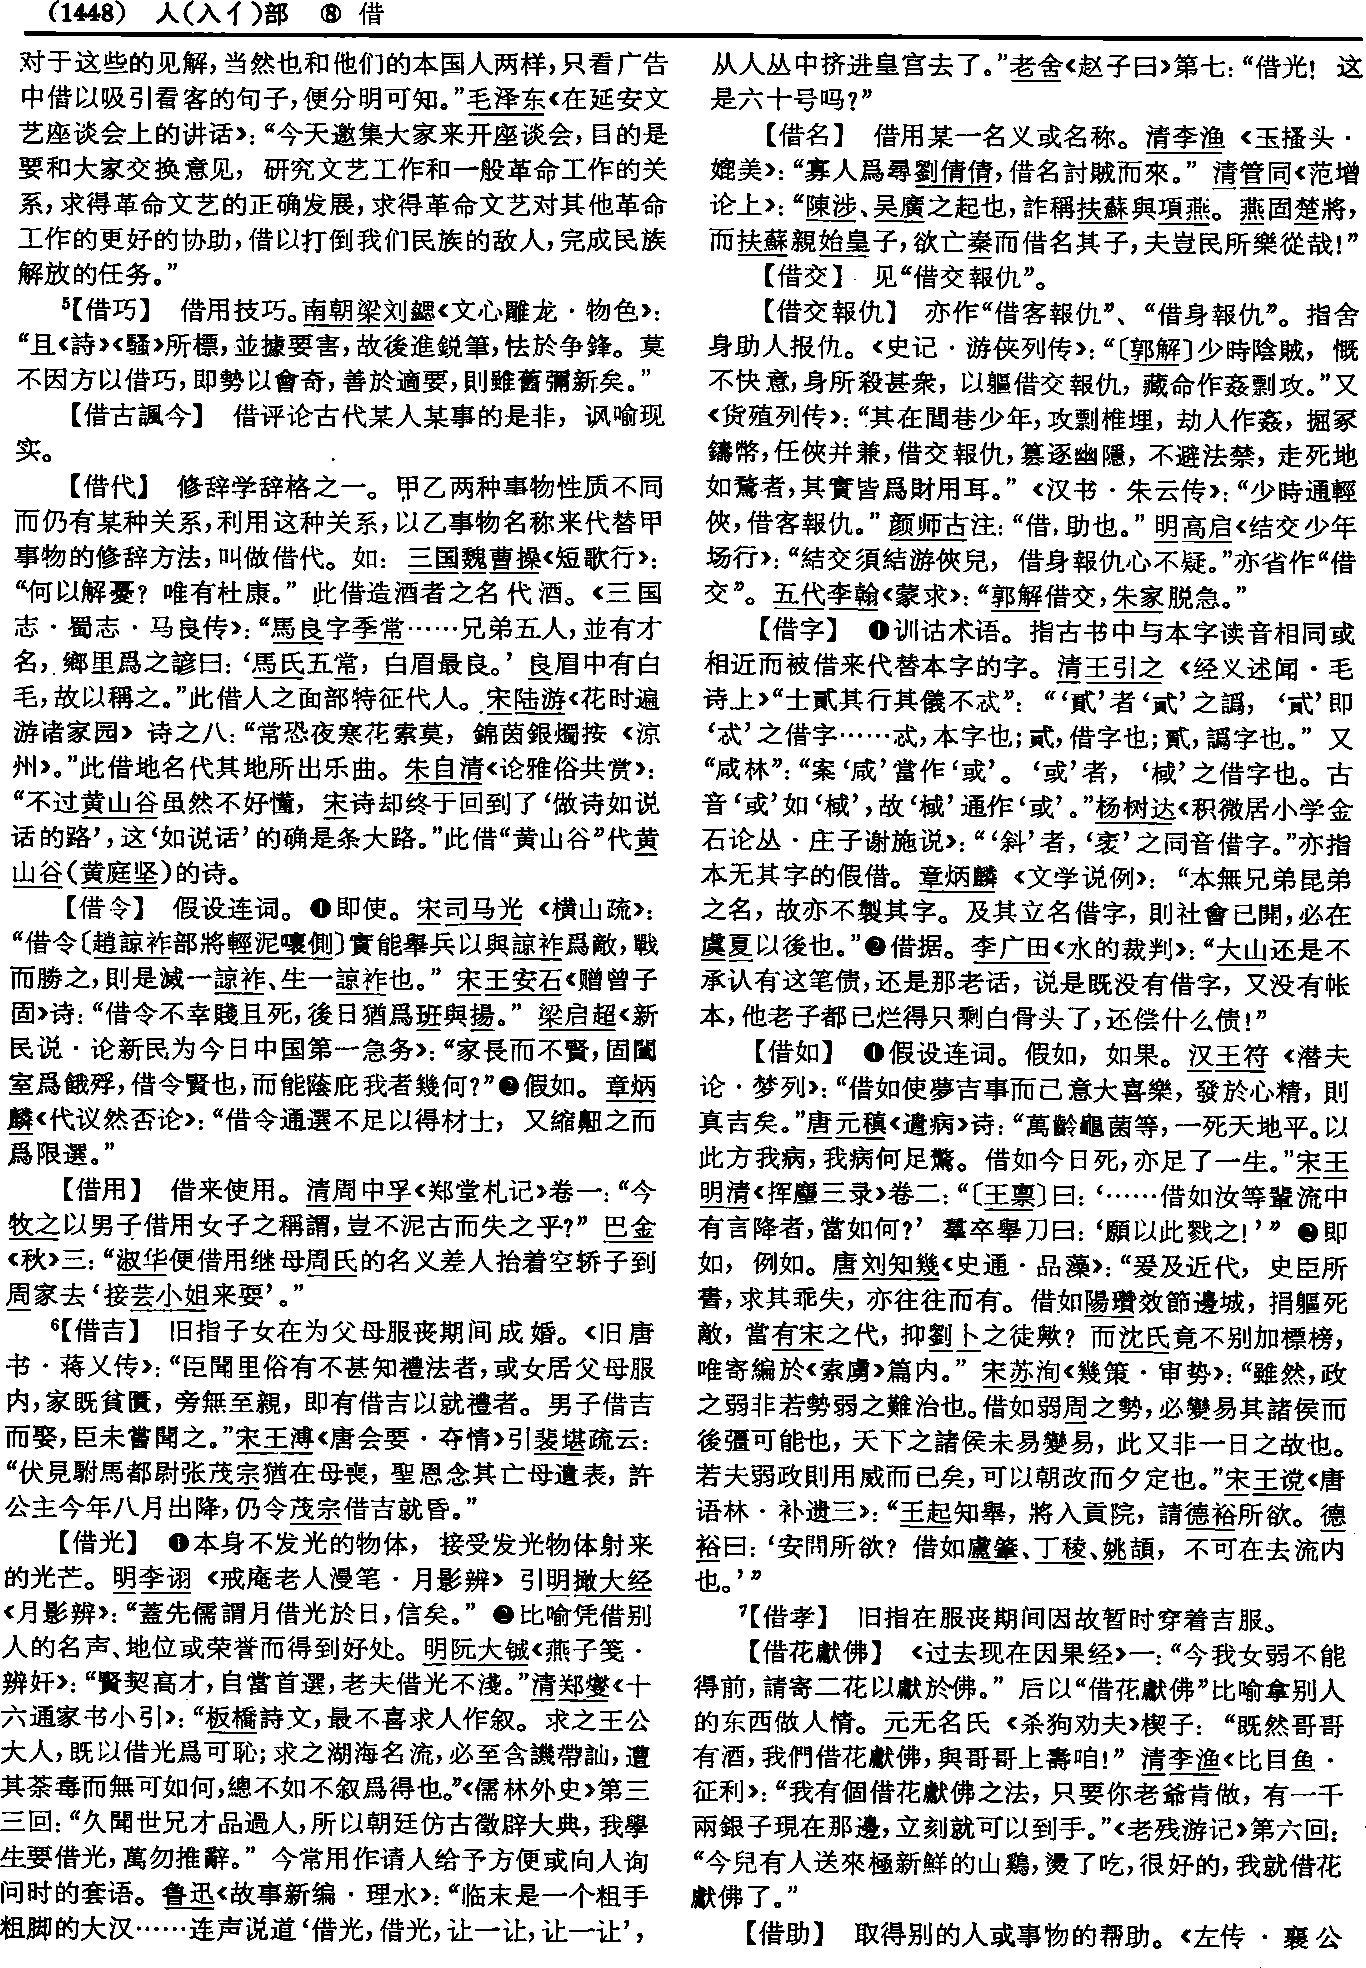 (1448) 人(入亻)部 ⑧ 借
对于这些的见解，当然也和他们的本国人两样，只看广告
中借以吸引看客的句子，便分明可知。”毛泽东《在延安文
艺座谈会上的讲话》：“今天邀集大家来开座谈会，目的是
要和大家交换意见，研究文艺工作和一般革命工作的关
系，求得革命文艺的正确发展，求得革命文艺对其他革命
工作的更好的协助，借以打倒我们民族的敌人，完成民族
解放的任务。”
⁵【借巧】 借用技巧。南朝梁刘勰《文心雕龙·物色》：
“且《詩》《騷》所標，並據要害，故後進鋭筆，怯於争鋒。莫
不因方以借巧，即勢以會奇，善於適要，則雖舊彌新矣。”
【借古諷今】 借评论古代某人某事的是非，讽喻现
实。
【借代】 修辞学辞格之一。甲乙两种事物性质不同
而仍有某种关系，利用这种关系，以乙事物名称来代替甲
事物的修辞方法，叫做借代。如：三国魏曹操《短歌行》：
“何以解憂？唯有杜康。”此借造酒者之名代酒。《三国
志·蜀志·马良传》：“馬良字季常……兄弟五人，並有才
名，鄉里爲之諺曰：‘馬氏五常，白眉最良。’良眉中有白
毛，故以稱之。”此借人之面部特征代人。宋陆游《花时遍
游诸家园》诗之八：“常恐夜寒花索莫，錦茵銀燭按《涼
州》。”此借地名代其地所出乐曲。朱自清《论雅俗共赏》：
“不过黄山谷虽然不好懂，宋诗却终于回到了‘做诗如说
话的路’，这‘如说话’的确是条大路。”此借“黄山谷”代黄
山谷(黄庭坚)的诗。
【借令】 假设连词。❶即使。宋司马光《横山疏》：
“借令〔趙諒祚部將輕泥嚷側〕實能舉兵以與諒祚爲敵，戰
而勝之，則是滅一諒祚、生一諒祚也。”宋王安石《赠曾子
固》诗：“借令不幸賤且死，後日猶爲班與揚。”梁启超《新
民说·论新民为今日中国第一急务》：“家長而不賢，固闔
室爲餓殍，借令賢也，而能蔭庇我者幾何？”❷假如。章炳
麟《代议然否论》：“借令通選不足以得材士，又縮朒之而
爲限選。”
【借用】 借来使用。清周中孚《郑堂札记》卷一：“今
牧之以男子借用女子之稱謂，豈不泥古而失之乎？”巴金
《秋》三：“淑华便借用继母周氏的名义差人抬着空轿子到
周家去‘接芸小姐来耍’。”
⁶【借吉】 旧指子女在为父母服丧期间成婚。《旧唐
书·蒋乂传》：“臣聞里俗有不甚知禮法者，或女居父母服
内，家既貧匱，旁無至親，即有借吉以就禮者。男子借吉
而娶，臣未嘗聞之。”宋王溥《唐会要·夺情》引裴堪疏云：
“伏見駙馬都尉张茂宗猶在母喪，聖恩念其亡母遺表，許
公主今年八月出降，仍令茂宗借吉就昏。”
【借光】 ❶本身不发光的物体，接受发光物体射来
的光芒。明李诩《戒庵老人漫笔·月影辨》引明撖大经
《月影辨》：“蓋先儒謂月借光於日，信矣。”❷比喻凭借别
人的名声、地位或荣誉而得到好处。明阮大铖《燕子笺·
辨奸》：“賢契高才，自當首選，老夫借光不淺。”清郑燮《十
六通家书小引》：“板橋詩文，最不喜求人作叙。求之王公
大人，既以借光爲可恥；求之湖海名流，必至含譏帶訕，遭
其荼毒而無可如何，總不如不叙爲得也。”《儒林外史》第三
三回：“久聞世兄才品過人，所以朝廷仿古徵辟大典，我學
生要借光，萬勿推辭。”今常用作请人给予方便或向人询
问时的套语。鲁迅《故事新编·理水》：“临末是一个粗手
粗脚的大汉……连声说道‘借光，借光，让一让，让一让’，
从人丛中挤进皇宫去了。”老舍《赵子曰》第七：“借光！这
是六十号吗？”
【借名】 借用某一名义或名称。清李渔《玉搔头·
媲美》：“寡人爲尋劉倩倩，借名討賊而來。”清管同《范增
论上》：“陳涉、吴廣之起也，詐稱扶蘇與項燕。燕固楚將，
而扶蘇親始皇子，欲亡秦而借名其子，夫豈民所樂從哉！”
【借交】 见“借交報仇”。
【借交報仇】 亦作“借客報仇”、“借身報仇”。指舍
身助人报仇。《史记·游侠列传》：“〔郭解〕少時陰賊，慨
不快意，身所殺甚衆，以軀借交報仇，藏命作姦剽攻。”又
《货殖列传》：“其在閭巷少年，攻剽椎埋，劫人作姦，掘冢
鑄幣，任俠并兼，借交報仇，篡逐幽隱，不避法禁，走死地
如騖者，其實皆爲財用耳。”《汉书·朱云传》：“少時通輕
俠，借客報仇。”颜师古注：“借，助也。”明高启《结交少年
场行》：“結交須結游俠兒，借身報仇心不疑。”亦省作“借
交”。五代李翰《蒙求》：“郭解借交，朱家脱急。”
【借字】 ❶训诂术语。指古书中与本字读音相同或
相近而被借来代替本字的字。清王引之《经义述闻·毛
诗上》“士貳其行其儀不忒”：“‘貳’者‘貣’之譌，‘貣’即
‘忒’之借字……忒，本字也；貣，借字也；貳，譌字也。”又
“咸林”：“案‘咸’當作‘或’。‘或’者，‘棫’之借字也。古
音‘或’如‘棫’，故‘棫’通作‘或’。”杨树达《积微居小学金
石论丛·庄子谢施说》：“‘斜’者，‘衺’之同音借字。”亦指
本无其字的假借。章炳麟《文学说例》：“本無兄弟昆弟
之名，故亦不製其字。及其立名借字，則社會已開，必在
虞夏以後也。”❷借据。李广田《水的裁判》：“大山还是不
承认有这笔债，还是那老话，说是既没有借字，又没有帐
本，他老子都已烂得只剩白骨头了，还偿什么债！”
【借如】 ❶假设连词。假如，如果。汉王符《潜夫
论·梦列》：“借如使夢吉事而己意大喜樂，發於心精，則
真吉矣。”唐元稹《遣病》诗：“萬齡龜菌等，一死天地平。以
此方我病，我病何足驚。借如今日死，亦足了一生。”宋王
明清《挥麈三录》卷二：“〔王禀〕曰：‘……借如汝等輩流中
有言降者，當如何？’羣卒舉刀曰：‘願以此戮之！’”❷即
如，例如。唐刘知幾《史通·品藻》：“爰及近代，史臣所
書，求其乖失，亦往往而有。借如陽瓚效節邊城，捐軀死
敵，當有宋之代，抑劉卜之徒歟？而沈氏竟不别加標榜，
唯寄編於《索虜》篇内。”宋苏洵《幾策·审势》：“雖然，政
之弱非若勢弱之難治也。借如弱周之勢，必變易其諸侯而
後彊可能也，天下之諸侯未易變易，此又非一日之故也。
若夫弱政則用威而已矣，可以朝改而夕定也。”宋王谠《唐
语林·补遗三》：“王起知舉，將入貢院，請德裕所欲。德
裕曰：‘安問所欲？借如盧肇、丁稜、姚頡，不可在去流内
也。’”
⁷【借孝】 旧指在服丧期间因故暂时穿着吉服。
【借花獻佛】 《过去现在因果经》一：“今我女弱不能
得前，請寄二花以獻於佛。”后以“借花獻佛”比喻拿别人
的东西做人情。元无名氏《杀狗劝夫》楔子：“既然哥哥
有酒，我們借花獻佛，與哥哥上壽咱！”清李渔《比目鱼·
征利》：“我有個借花獻佛之法，只要你老爺肯做，有一千
兩銀子現在那邊，立刻就可以到手。”《老残游记》第六回：
“今兒有人送來極新鮮的山鷄，燙了吃，很好的，我就借花
獻佛了。”
【借助】 取得别的人或事物的帮助。《左传·襄公